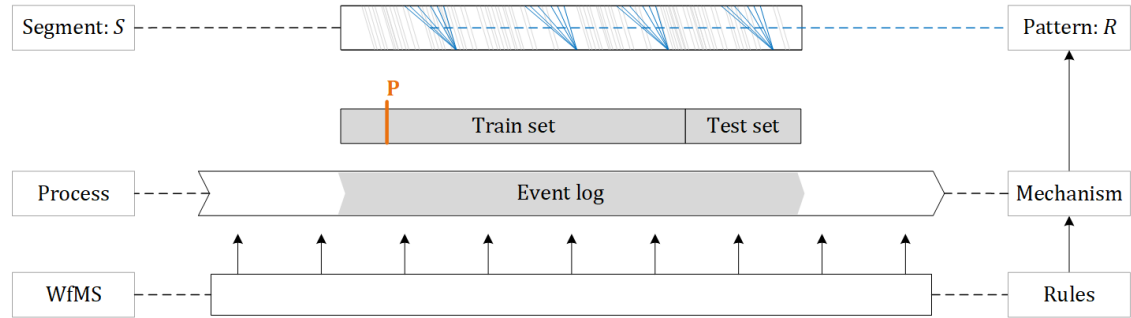 Segment: S
Pattern: R
P
Train set
Test set
Process
Event log
Mechanism
WfMS
Rules